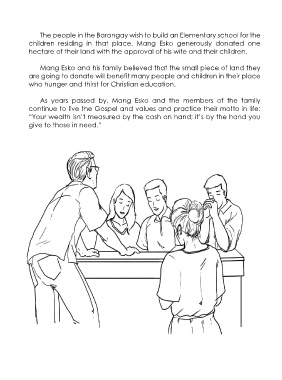 The people in the Barangay wish to build an Elementary school for the
children residing in that place. Mang Esko generously donated one
hectare of their land with the approval of his wife and their children.
Mang Esko and his family believed that the small piece of land they
are going to donate will benefit many people and children in their place
who hunger and thirst for Christian education.
As years passed by, Mang Esko and the members of the family
continue to live the Gospel and values and practice their motto in life:
“Your wealth isn’t measured by the cash on hand; it’s by the hand you
give to those in need.”